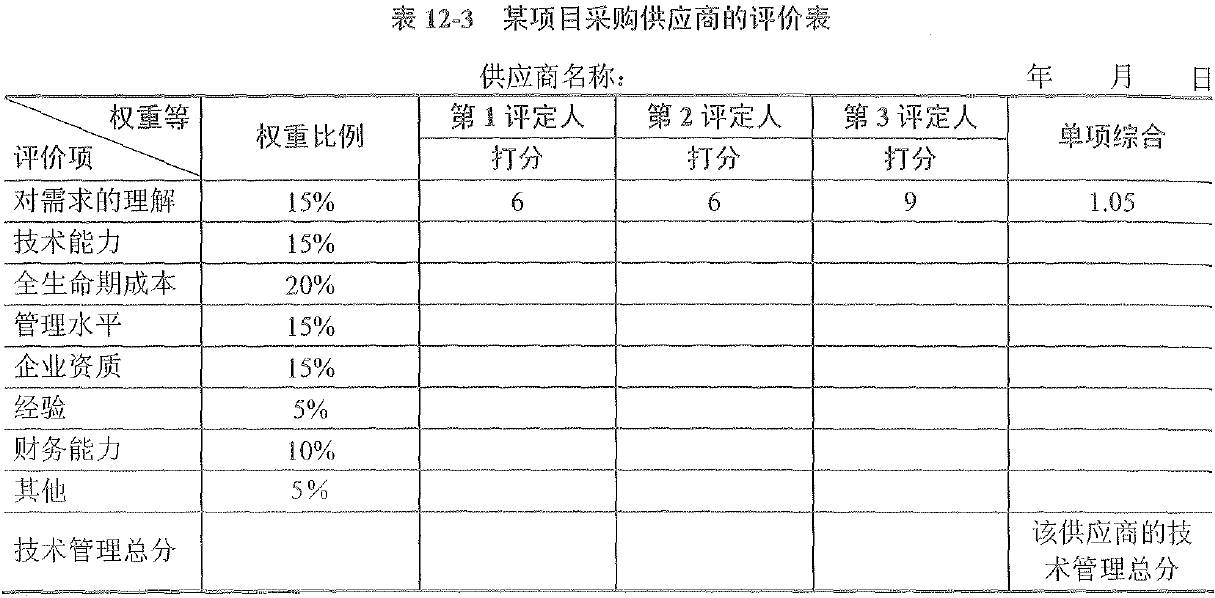 表 12-3 某项目采购供应商的评价表
供应商名称： 年 月 日
权重等
评价项
权重比例
第 1 评定人 第 2 评定人 第 3 评定人
打分 打分 打分
单项综合
对需求的理解 15% 6 6 9 1.05
技术能力 15%
全生命期成本 20%
管理水平 15%
企业资质 15%
经验 5%
财务能力 10%
其他 5%
技术管理总分
该供应商的技
术管理总分